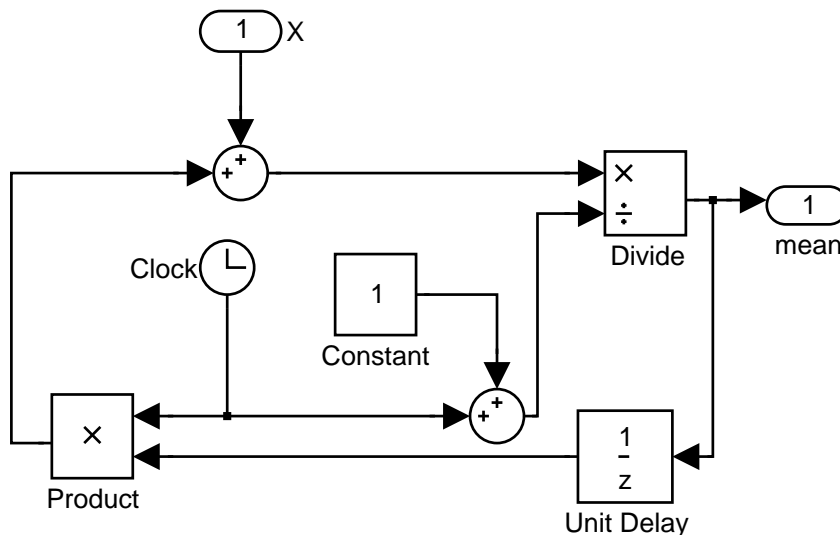 1
X
+
+
×
÷
Divide
1
mean
Clock
1
Constant
+
+
×
Product
1
z
Unit Delay